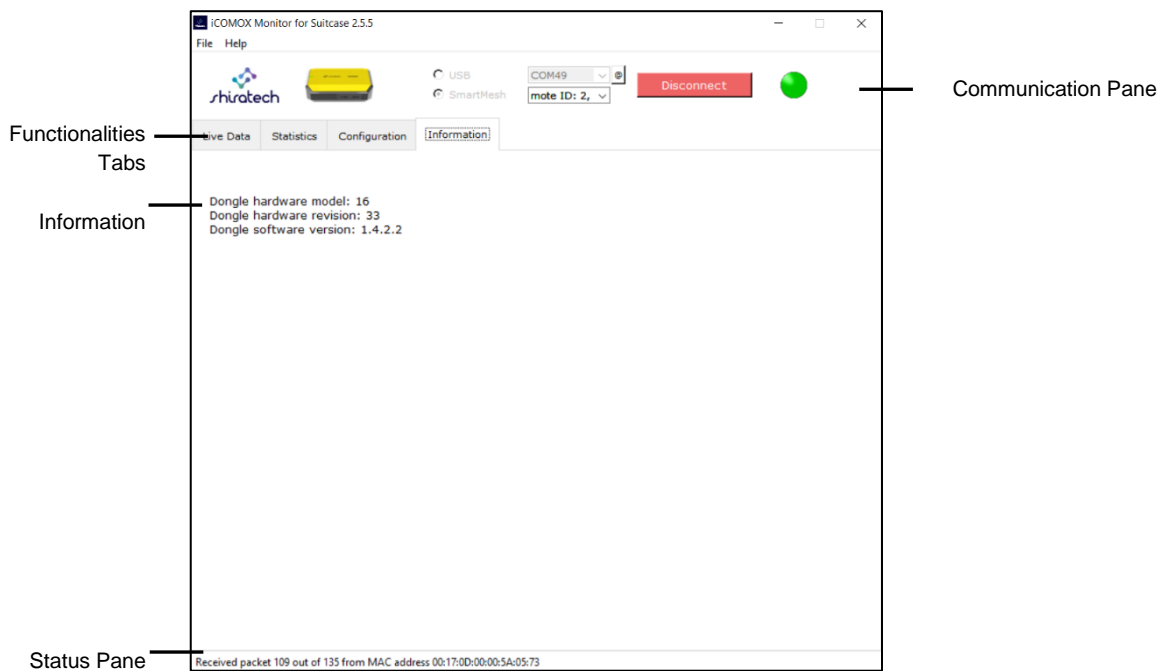 iCOMOX Monitor for Suitcase 2.5.5
File Help
shiratech
USB
SmartMesh
COM49
mote ID: 2,
Disconnect
Communication Pane
Functionalities
Tabs
Live Data Statistics Configuration Information
Information
Dongle hardware model: 16
Dongle hardware revision: 33
Dongle software version: 1.4.2.2
Status Pane
Received packet 109 out of 135 from MAC address 00:17:0D:00:00:5A:05:73